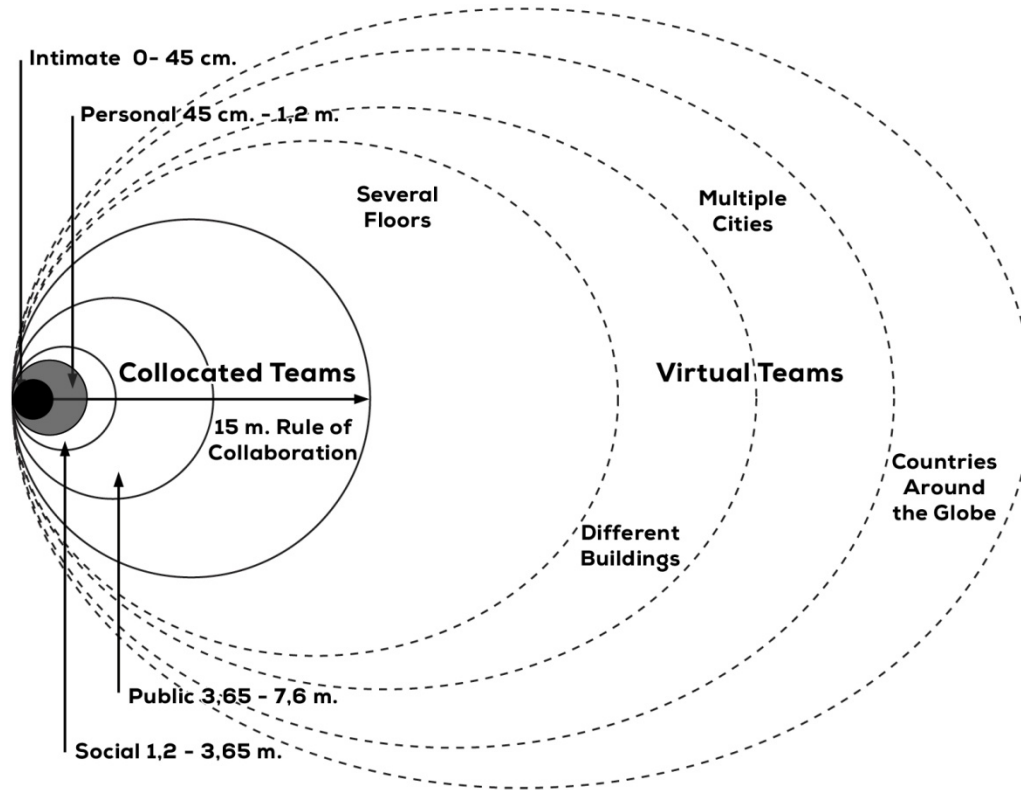 Intimate 0- 45 cm.
Personal 45 cm. - 1,2 m.
Several
Floors
Multiple
Cities
Collocated Teams
Virtual Teams
15 m. Rule of
Collaboration
Countries
Around
the Globe
Different
Buildings
Public 3,65 - 7,6 m.
Social 1,2 - 3,65 m.